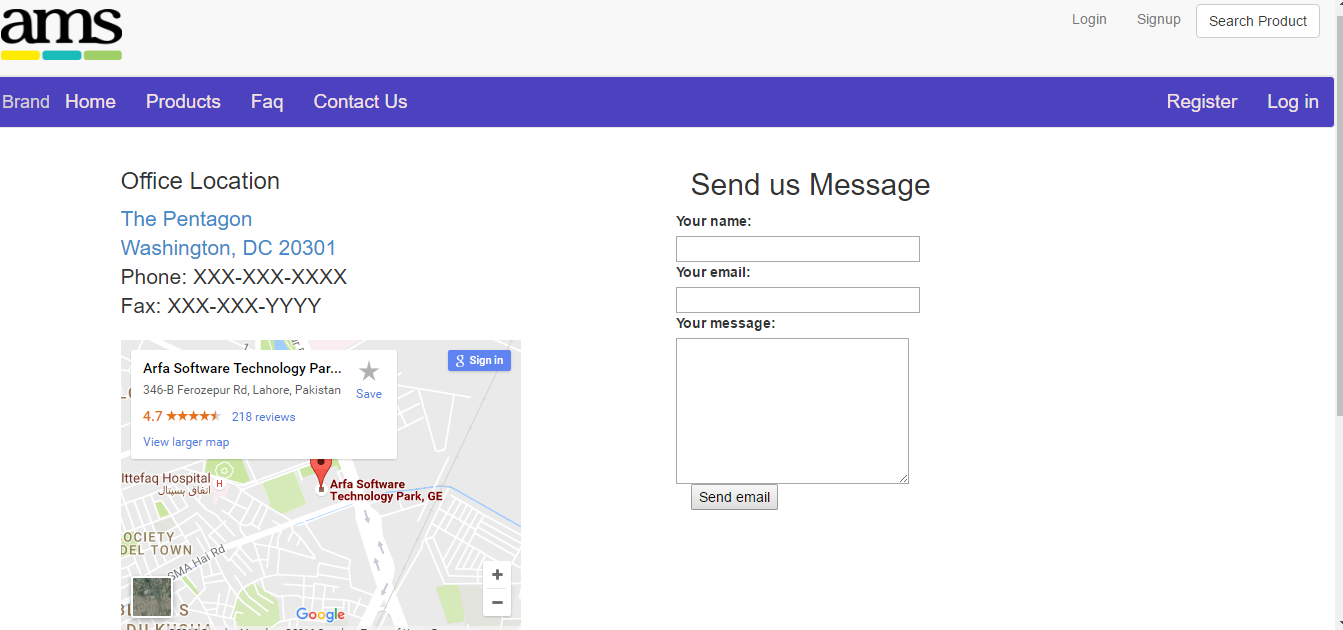 ams
Login Signup Search Product
Brand Home Products Faq Contact Us Register Log in
Office Location
The Pentagon
Washington, DC 20301
Phone: XXX-XXX-XXXX
Fax: XXX-XXX-YYYY
7
Arfa Software Technology Par...
346-B Ferozepur Rd, Lahore, Pakistan
Save
4.7 218 reviews
View larger map
Sign in
Ittefaq Hospital
H
اتفاق ہسپتال
Arfa Software
Technology Park, GE
OCIETY
DEL TOWN
SMA Hai Rd
S
Google
+
−
Send us Message
Your name:
Your email:
Your message:
Send email